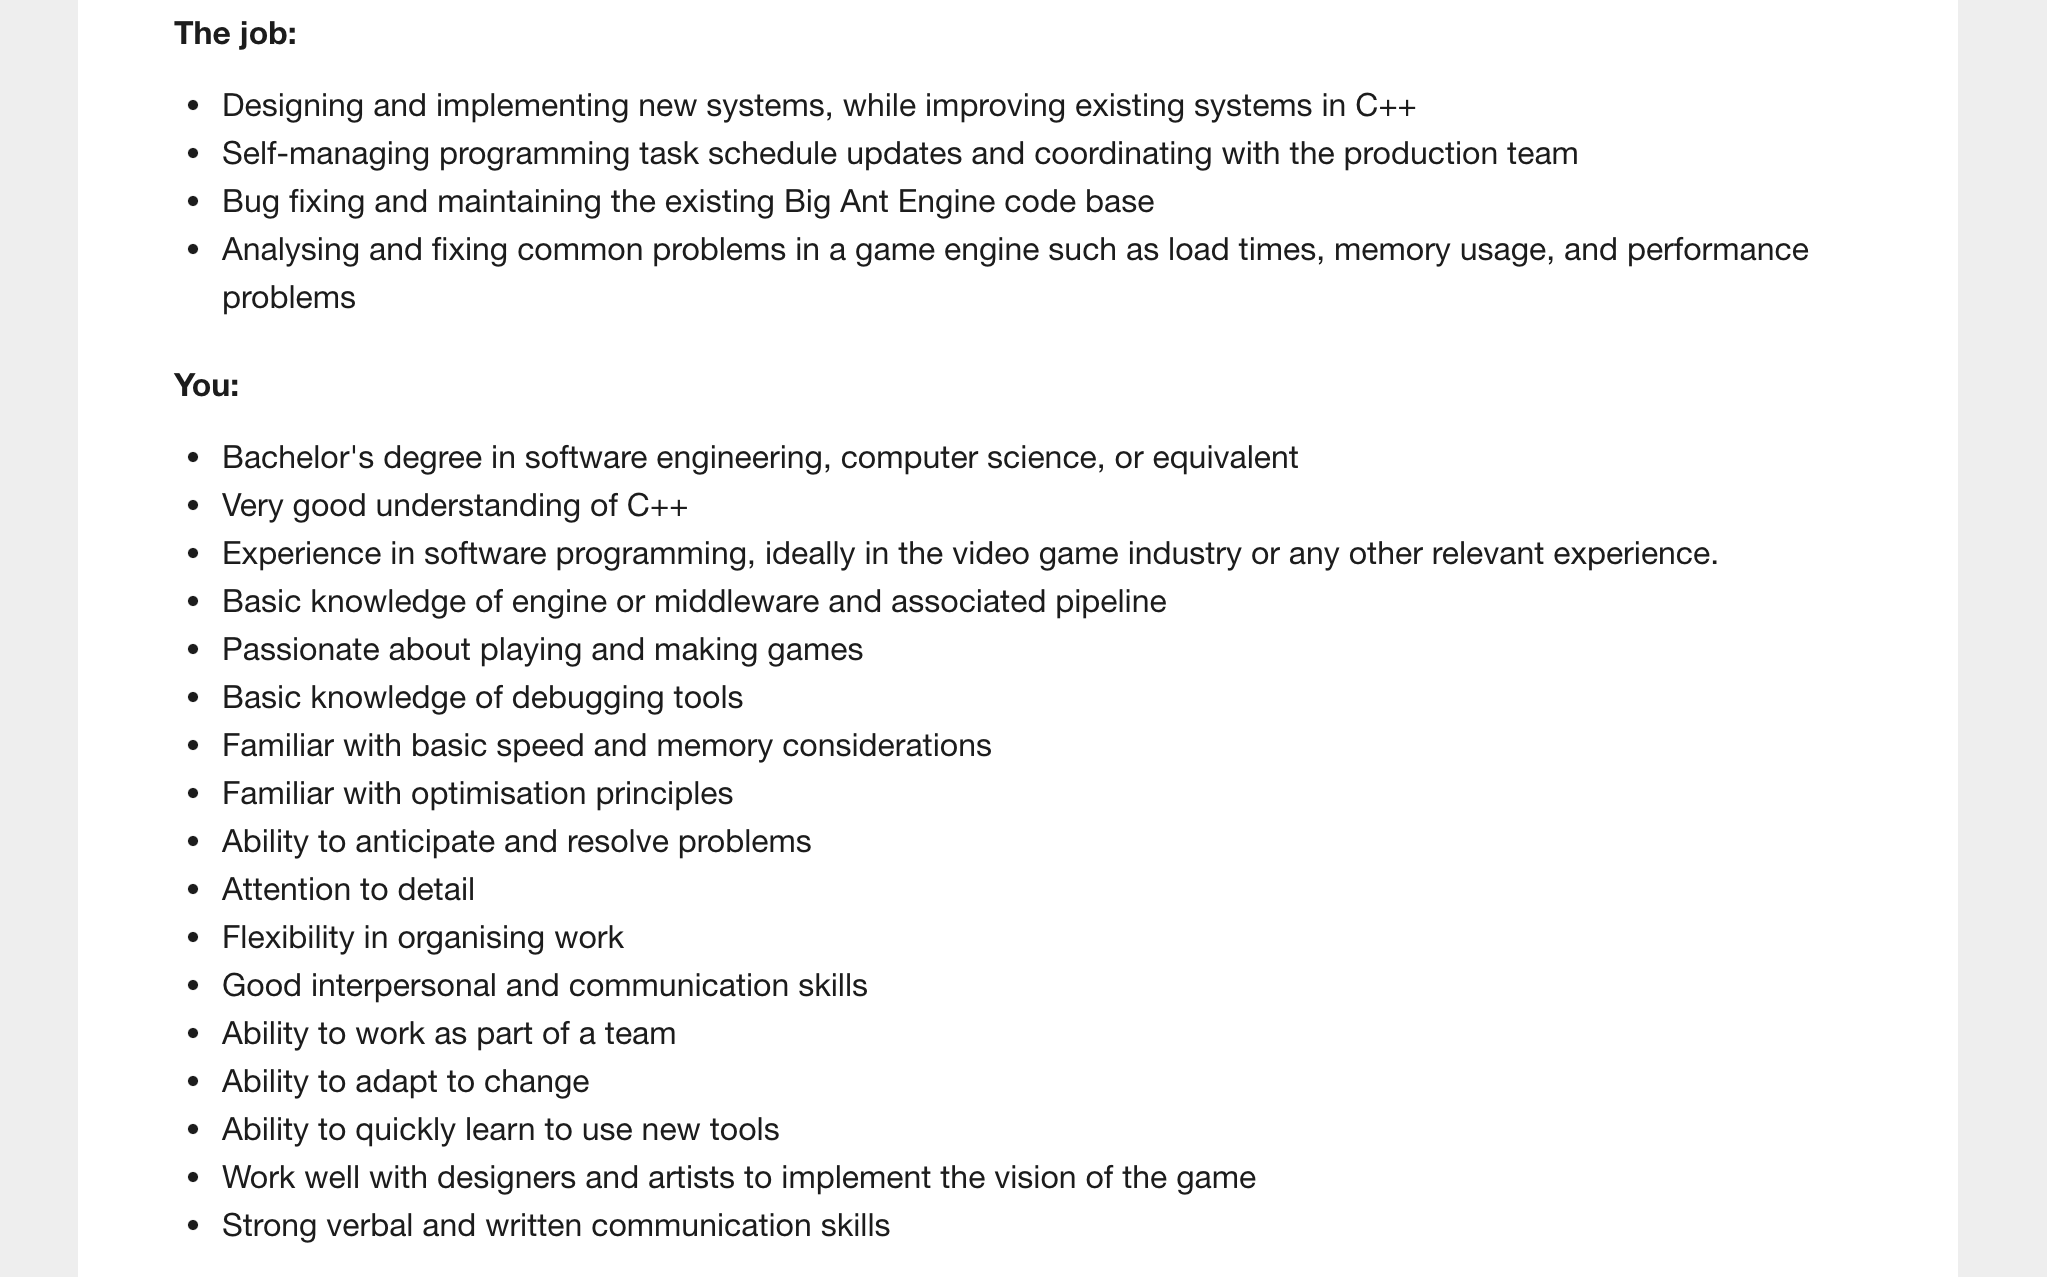 The job:
• Designing and implementing new systems, while improving existing systems in C++
• Self-managing programming task schedule updates and coordinating with the production team
• Bug fixing and maintaining the existing Big Ant Engine code base
• Analysing and fixing common problems in a game engine such as load times, memory usage, and performance
problems
You:
• Bachelor's degree in software engineering, computer science, or equivalent
• Very good understanding of C++
• Experience in software programming, ideally in the video game industry or any other relevant experience.
• Basic knowledge of engine or middleware and associated pipeline
• Passionate about playing and making games
• Basic knowledge of debugging tools
• Familiar with basic speed and memory considerations
• Familiar with optimisation principles
• Ability to anticipate and resolve problems
• Attention to detail
• Flexibility in organising work
• Good interpersonal and communication skills
• Ability to work as part of a team
• Ability to adapt to change
• Ability to quickly learn to use new tools
• Work well with designers and artists to implement the vision of the game
• Strong verbal and written communication skills